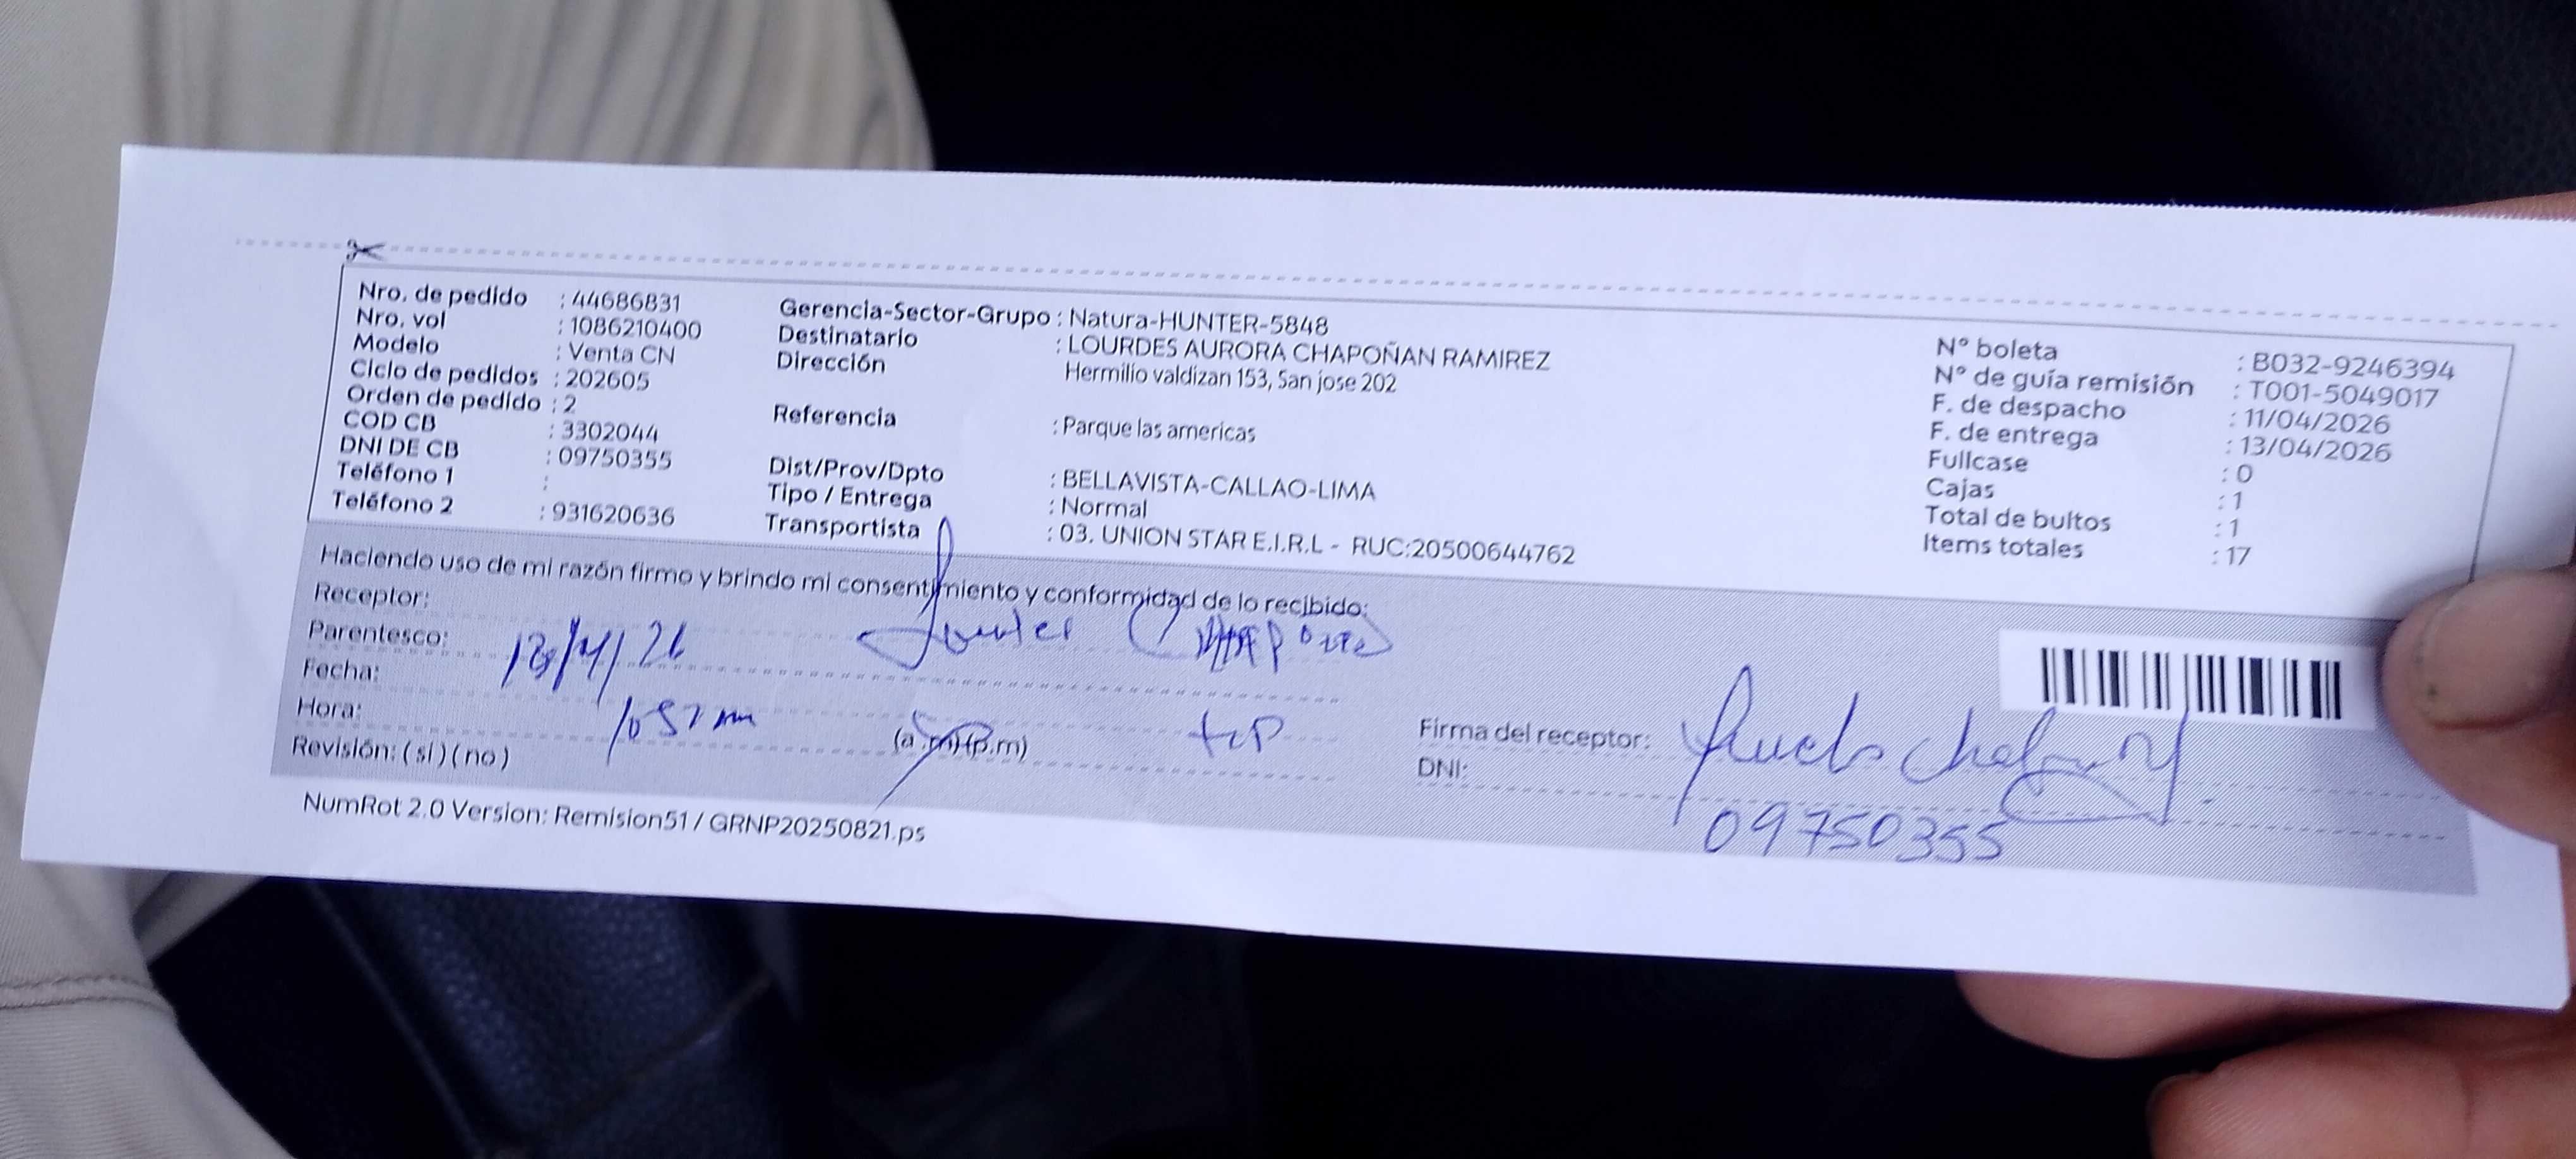 Nro. de pedido : 44686831
Nro. vol : 1086210400
Modelo : Venta CN
Ciclo de pedidos : 202605
Orden de pedido : 2
COD CB : 3302044
DNI DE CB : 09750355
Teléfono 1 :
Teléfono 2 : 931620636
Gerencia-Sector-Grupo : Natura-HUNTER-5848
Destinatario : LOURDES AURORA CHAPOÑAN RAMIREZ
Dirección Hermilio valdizan 153, San jose 202
Referencia : Parque las americas
Dist/Prov/Dpto : BELLAVISTA-CALLAO-LIMA
Tipo / Entrega : Normal
Transportista : 03. UNION STAR E.I.R.L - RUC:20500644762
N° boleta : B032-9246394
N° de guía remisión : T001-5049017
F. de despacho : 11/04/2026
F. de entrega : 13/04/2026
Fullcase : 0
Cajas : 1
Total de bultos : 1
Items totales : 17
Haciendo uso de mi razón firmo y brindo mi consentimiento y conformidad de lo recibido:
Receptor:
Parentesco:
Fecha: 13/4/26
Hora: (a.m)(p.m)
Revisión: (si) (no)
Firma del receptor:
DNI: 09750355
NumRot 2.0 Version: Remision51 / GRNP20250821.ps